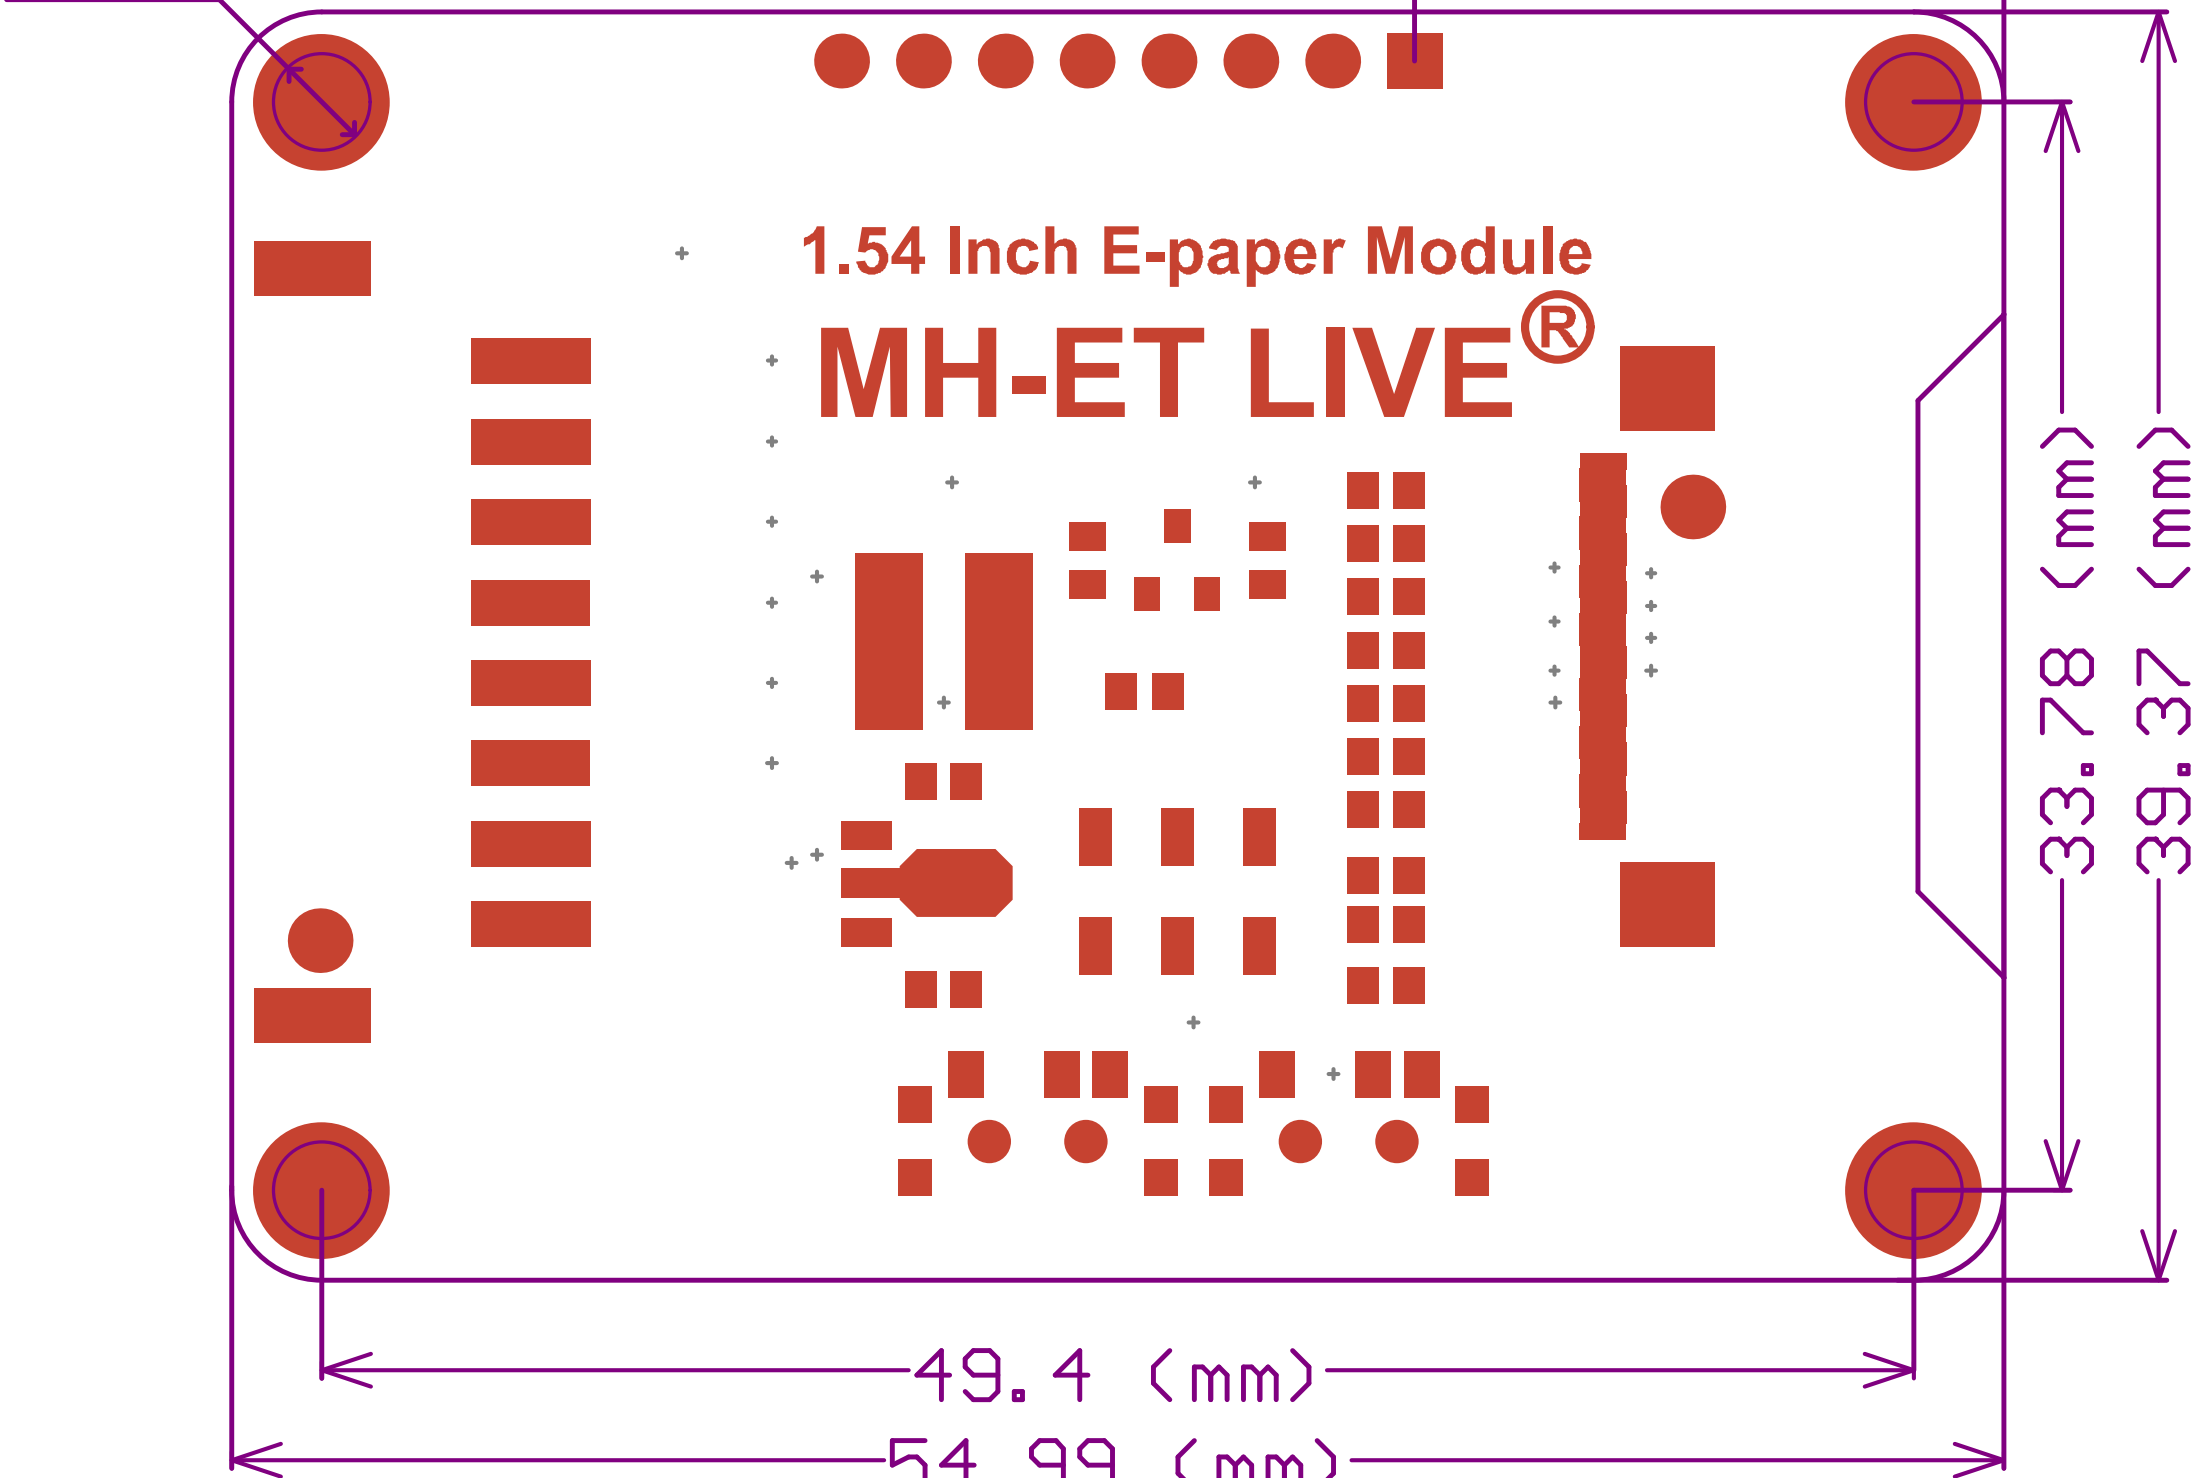 1.54 Inch E-paper Module
MH-ET LIVE®
33.78 (mm)
39.37 (mm)
49.4 (mm)
54.99 (mm)